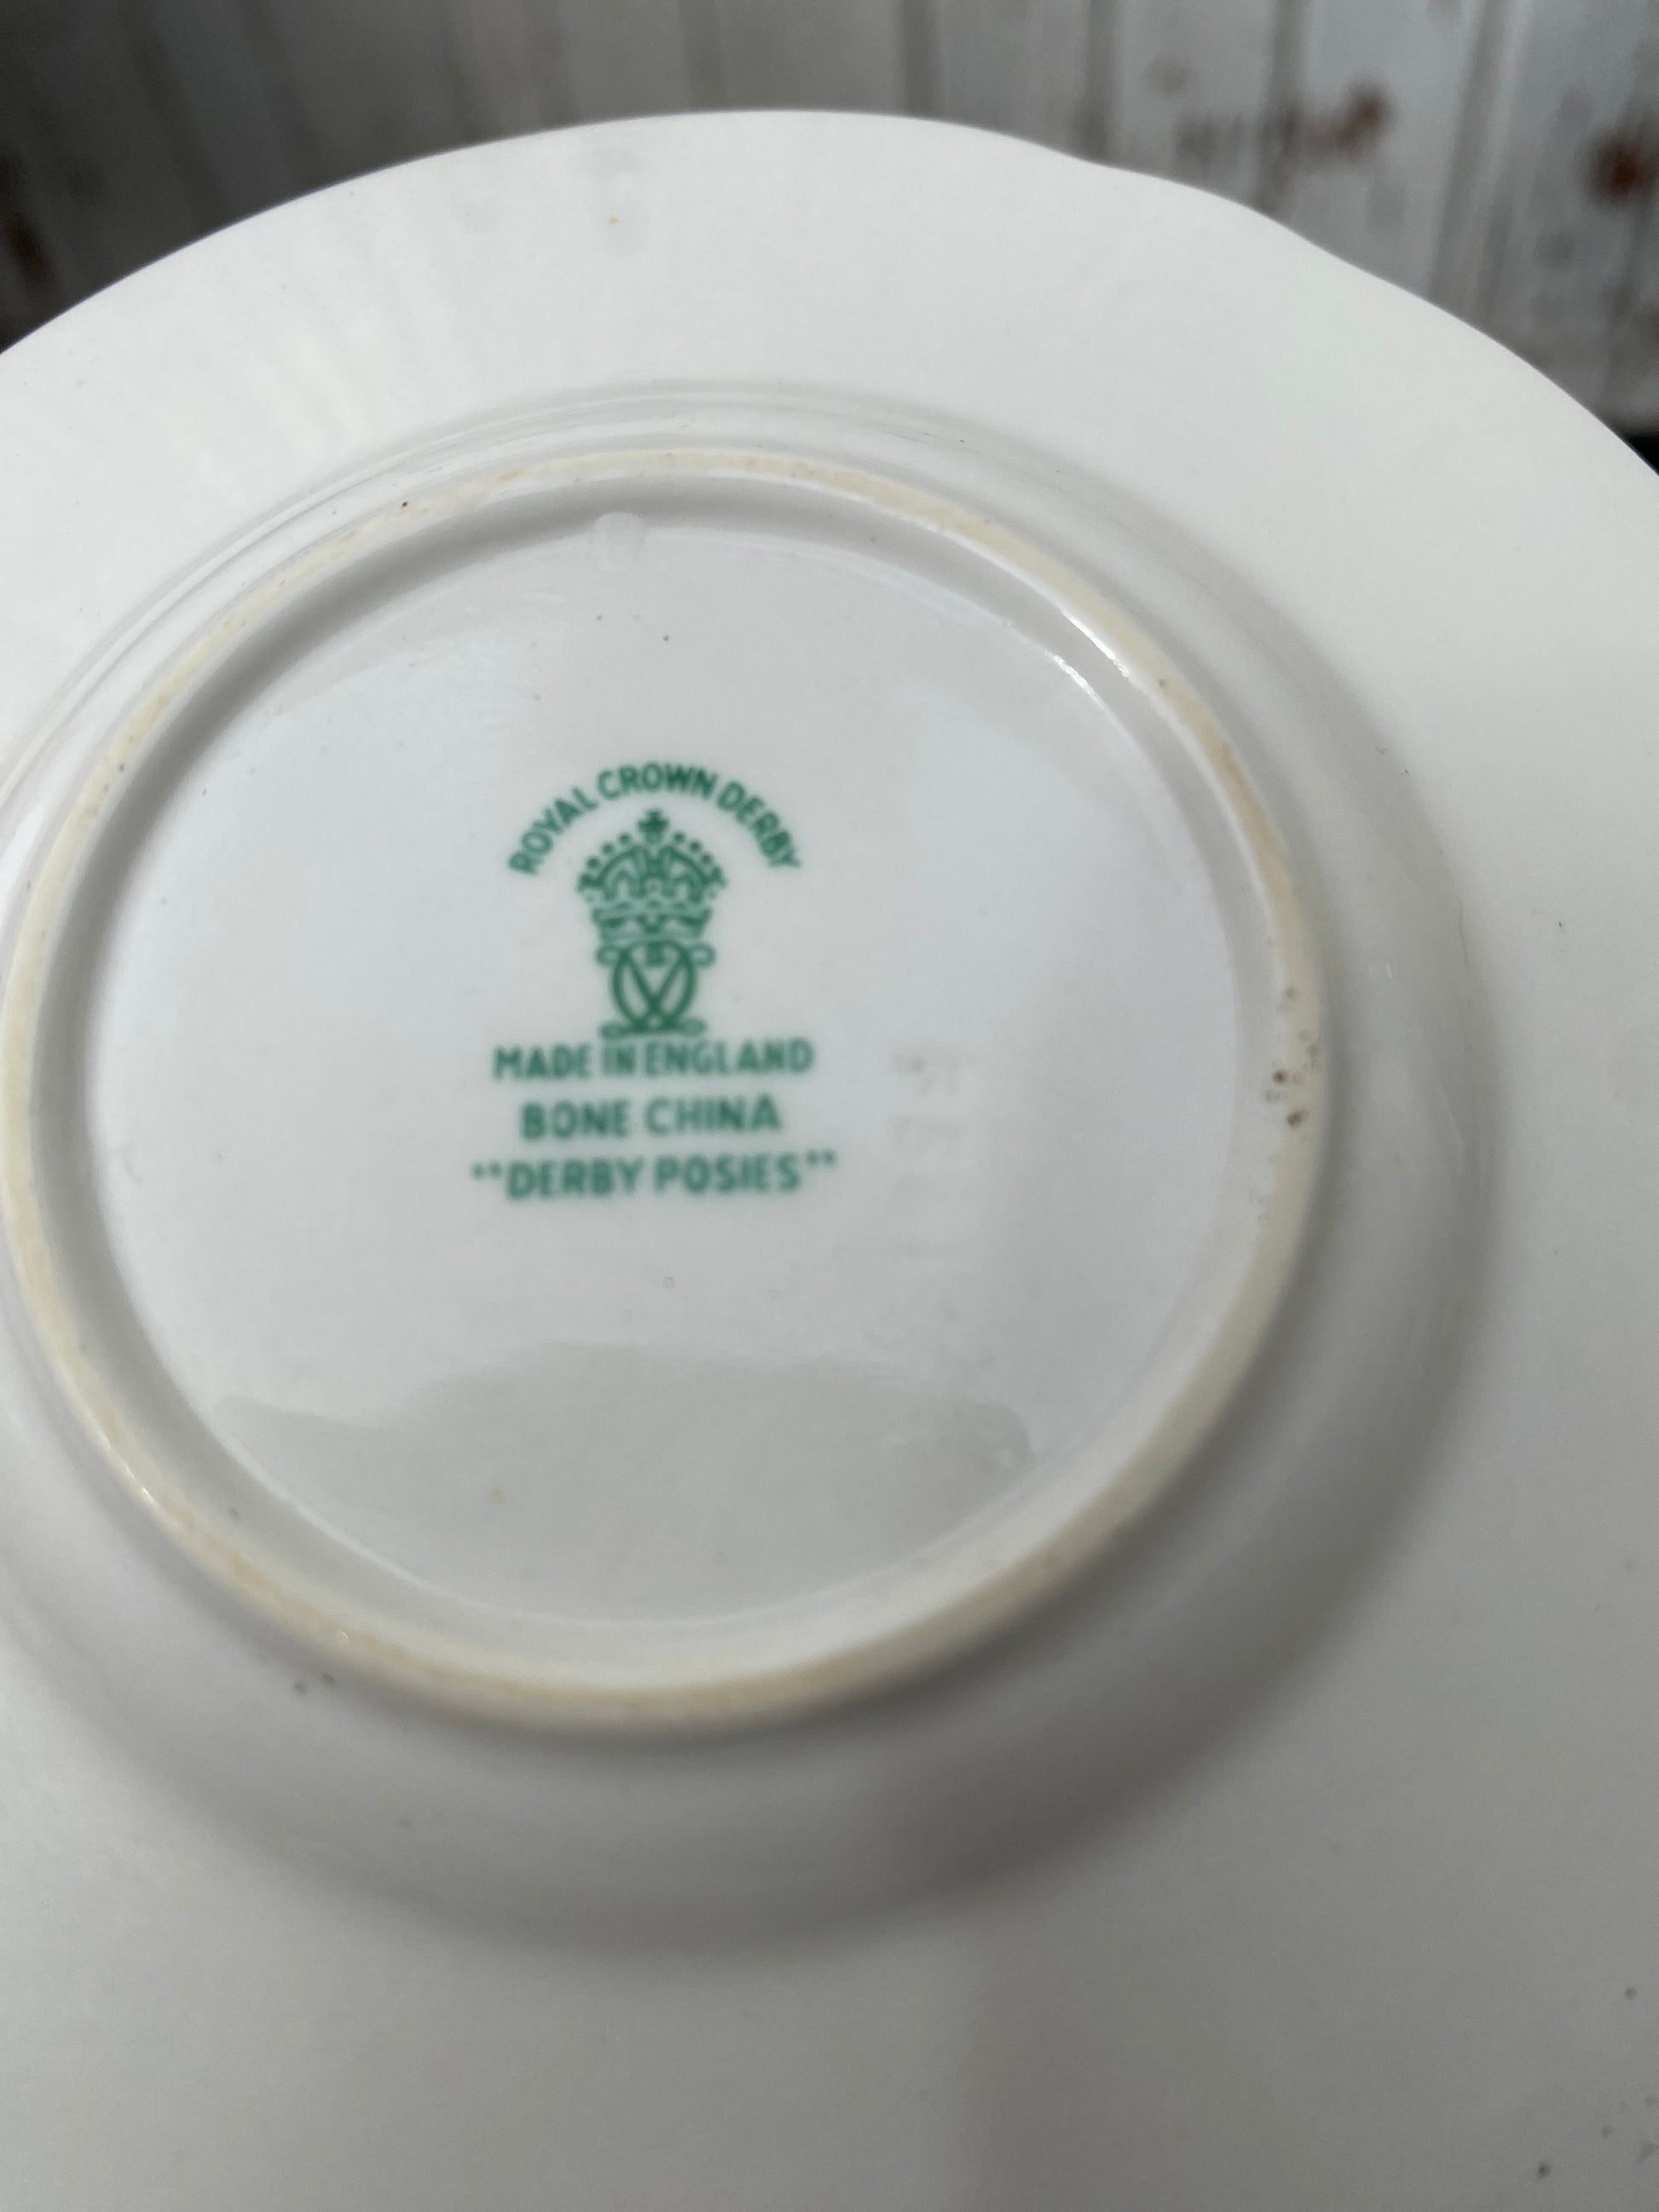 ROYAL CROWN DERBY
MADE IN ENGLAND
BONE CHINA
"DERBY POSIES"